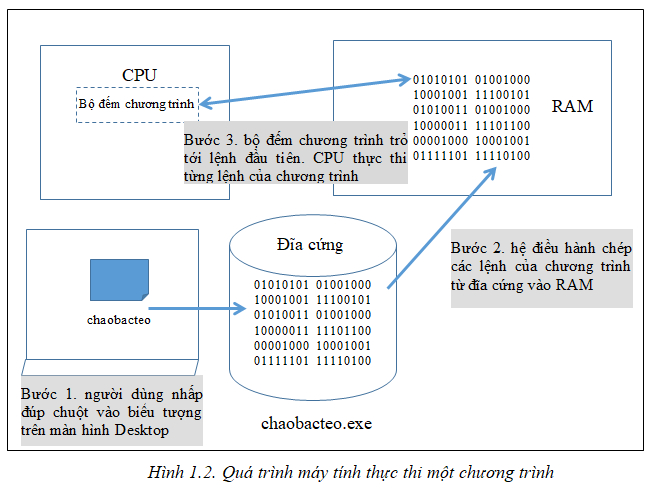 CPU
Bộ đếm chương trình
01010101 01001000
10001001 11100101
01010011 01001000
10000011 11101100
00001000 10001001
01111101 11110100
RAM
Bước 3. bộ đếm chương trình trỏ
tới lệnh đầu tiên. CPU thực thi
từng lệnh của chương trình
Bước 2. hệ điều hành chép
các lệnh của chương trình
từ đĩa cứng vào RAM
Đĩa cứng
01010101 01001000
10001001 11100101
01010011 01001000
10000011 11101100
00001000 10001001
01111101 11110100
chaobacteo
Bước 1. người dùng nhấp
đúp chuột vào biểu tượng
trên màn hình Desktop
chaobacteo.exe
Hình 1.2. Quá trình máy tính thực thi một chương trình